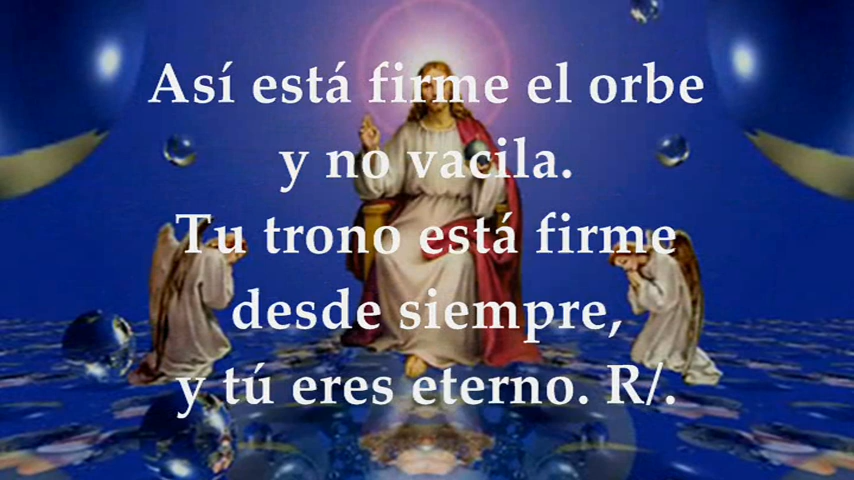 Así está firme el orbe
y no vacila.
Tu trono está firme
desde siempre,
y tú eres eterno. R/.